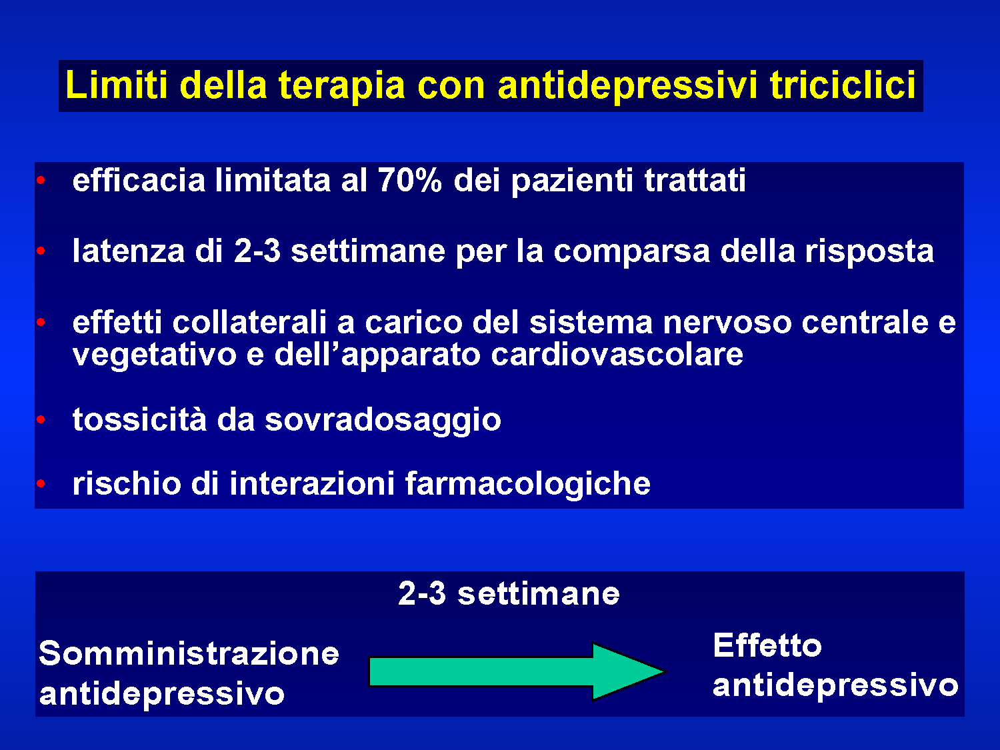 Limiti della terapia con antidepressivi triciclici
• efficacia limitata al 70% dei pazienti trattati
• latenza di 2-3 settimane per la comparsa della risposta
• effetti collaterali a carico del sistema nervoso centrale e
vegetativo e dell’apparato cardiovascolare
• tossicità da sovradosaggio
• rischio di interazioni farmacologiche
2-3 settimane
Somministrazione
antidepressivo
Effetto
antidepressivo